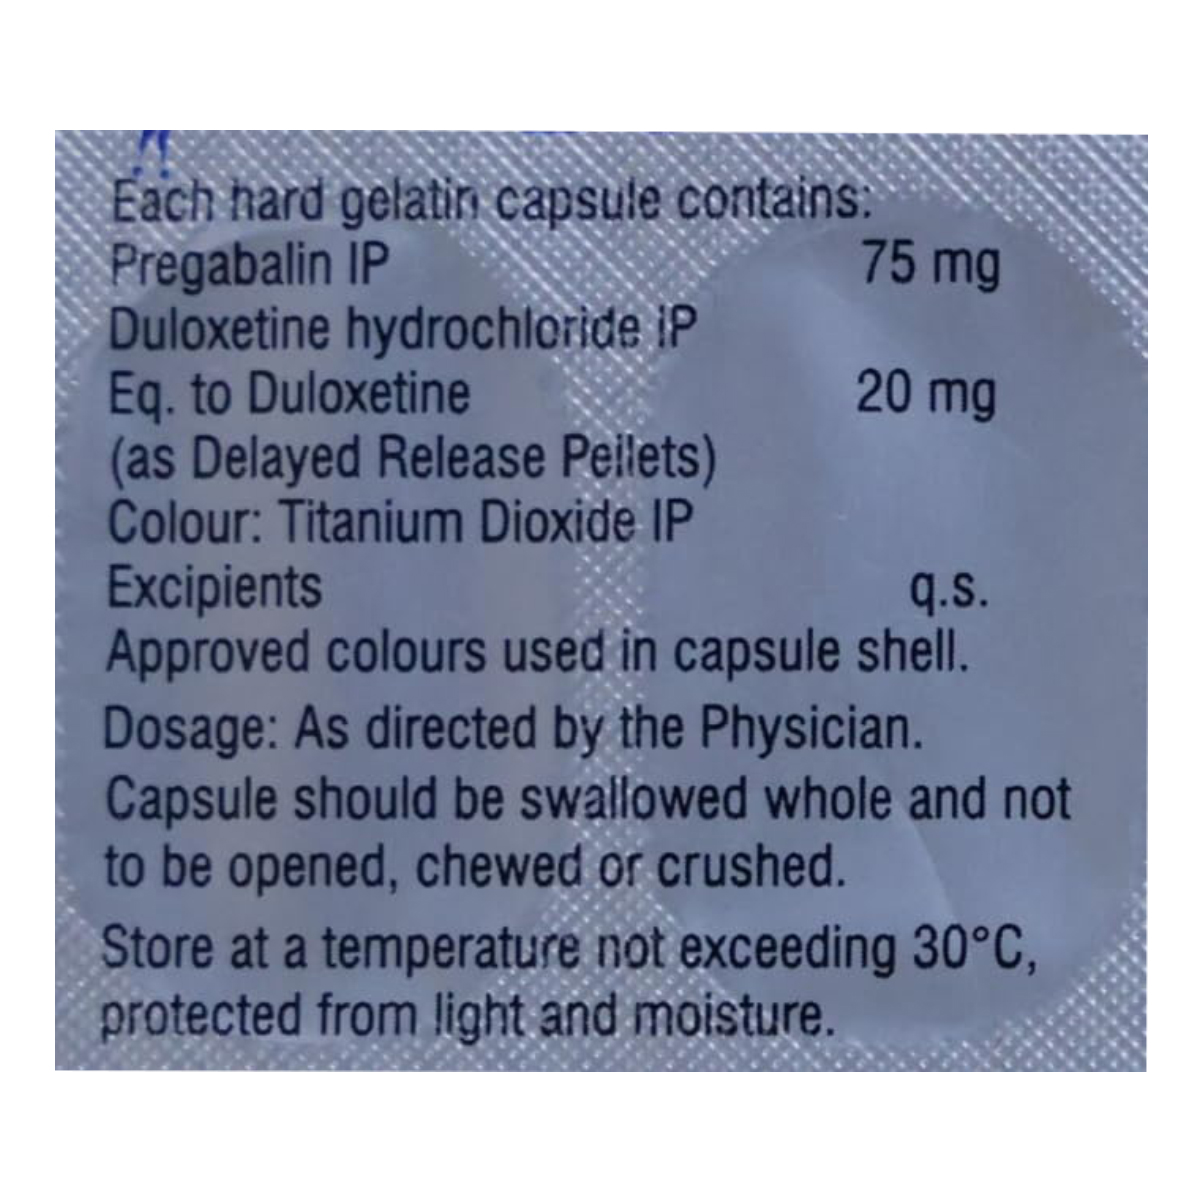 Each hard gelatin capsule contains:
Pregabalin IP 75 mg
Duloxetine hydrochloride IP
Eq. to Duloxetine 20 mg
(as Delayed Release Pellets)
Colour: Titanium Dioxide IP
Excipients q.s.
Approved colours used in capsule shell.
Dosage: As directed by the Physician.
Capsule should be swallowed whole and not
to be opened, chewed or crushed.
Store at a temperature not exceeding 30°C,
protected from light and moisture.